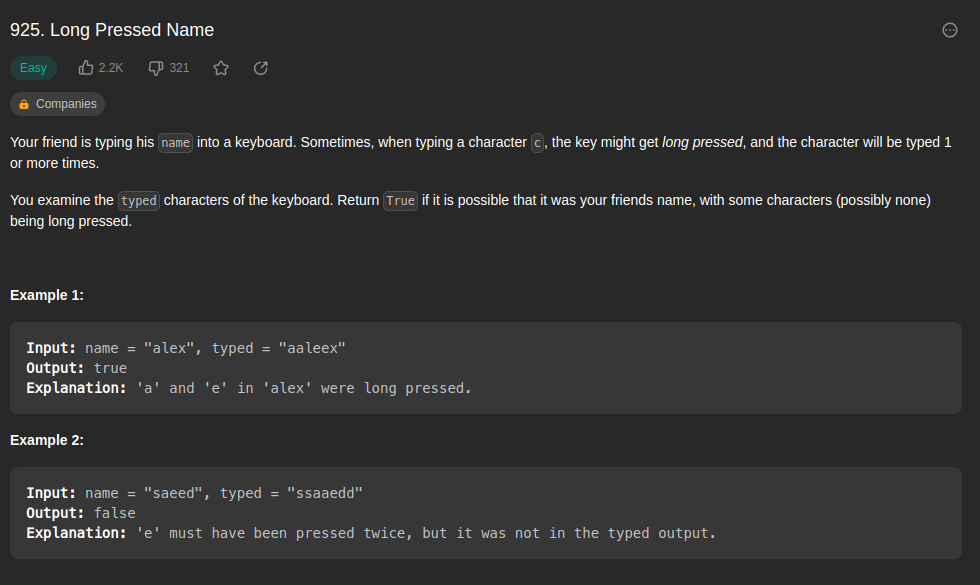 925. Long Pressed Name
Easy 2.2K 321
Companies
Your friend is typing his name into a keyboard. Sometimes, when typing a character c, the key might get long pressed, and the character will be typed 1
or more times.
You examine the typed characters of the keyboard. Return True if it is possible that it was your friends name, with some characters (possibly none)
being long pressed.
Example 1:
Input: name = "alex", typed = "aaleex"
Output: true
Explanation: 'a' and 'e' in 'alex' were long pressed.
Example 2:
Input: name = "saeed", typed = "ssaaedd"
Output: false
Explanation: 'e' must have been pressed twice, but it was not in the typed output.